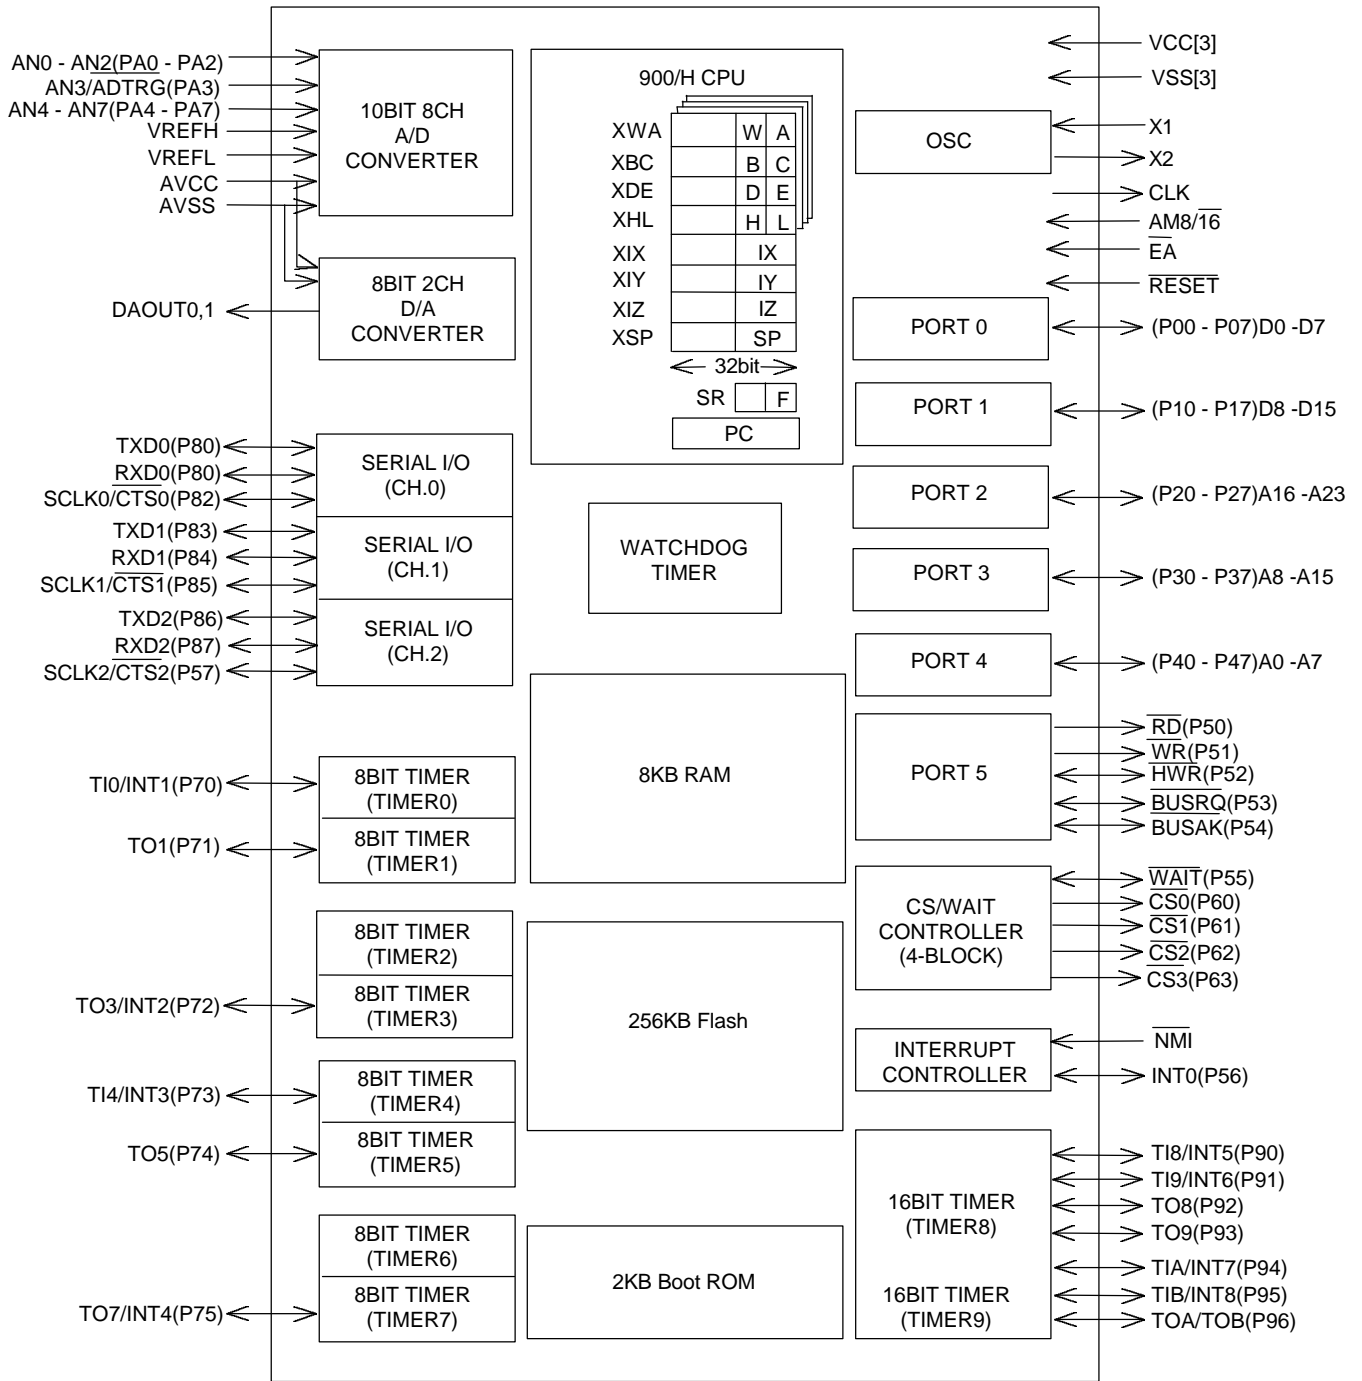 AN0 - AN2(PA0 - PA2)
AN3/ADTRG(PA3)
AN4 - AN7(PA4 - PA7)
VREFH
VREFL
AVCC
AVSS
10BIT 8CH
A/D
CONVERTER
DAOUT0,1
8BIT 2CH
D/A
CONVERTER
TXD0(P80)
RXD0(P80)
SCLK0/CTS0(P82)
SERIAL I/O
(CH.0)
TXD1(P83)
RXD1(P84)
SCLK1/CTS1(P85)
SERIAL I/O
(CH.1)
TXD2(P86)
RXD2(P87)
SCLK2/CTS2(P57)
SERIAL I/O
(CH.2)
TI0/INT1(P70)
8BIT TIMER
(TIMER0)
TO1(P71)
8BIT TIMER
(TIMER1)
8BIT TIMER
(TIMER2)
TO3/INT2(P72)
8BIT TIMER
(TIMER3)
TI4/INT3(P73)
8BIT TIMER
(TIMER4)
TO5(P74)
8BIT TIMER
(TIMER5)
8BIT TIMER
(TIMER6)
TO7/INT4(P75)
8BIT TIMER
(TIMER7)
900/H CPU
XWA W A
XBC B C
XDE D E
XHL H L
XIX IX
XIY IY
XIZ IZ
XSP SP
32bit
SR F
PC
WATCHDOG
TIMER
8KB RAM
256KB Flash
2KB Boot ROM
VCC[3]
VSS[3]
OSC
X1
X2
CLK
AM8/16
EA
RESET
PORT 0
(P00 - P07)D0 -D7
PORT 1
(P10 - P17)D8 -D15
PORT 2
(P20 - P27)A16 -A23
PORT 3
(P30 - P37)A8 -A15
PORT 4
(P40 - P47)A0 -A7
PORT 5
RD(P50)
WR(P51)
HWR(P52)
BUSRQ(P53)
BUSAK(P54)
CS/WAIT
CONTROLLER
(4-BLOCK)
WAIT(P55)
CS0(P60)
CS1(P61)
CS2(P62)
CS3(P63)
INTERRUPT
CONTROLLER
NMI
INT0(P56)
16BIT TIMER
(TIMER8)
16BIT TIMER
(TIMER9)
TI8/INT5(P90)
TI9/INT6(P91)
TO8(P92)
TO9(P93)
TIA/INT7(P94)
TIB/INT8(P95)
TOA/TOB(P96)